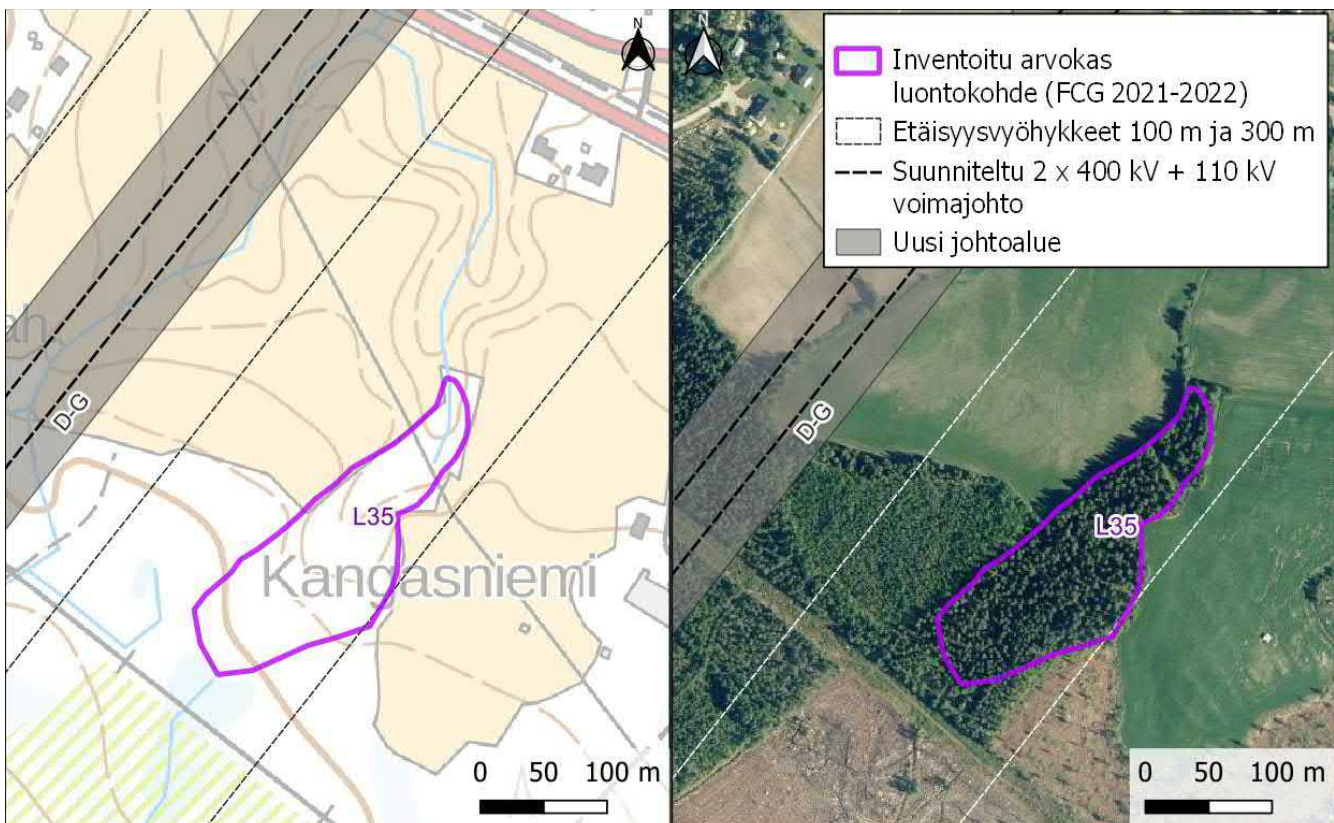 N
N
Inventoitu arvokas
luontokohde (FCG 2021-2022)
Etäisyysvyöhykkeet 100 m ja 300 m
Suunniteltu 2 x 400 kV + 110 kV
voimajohto
Uusi johtoalue
ah
D-G
D-G
L35
L35
Kangasniemi
0 50 100 m
0 50 100 m